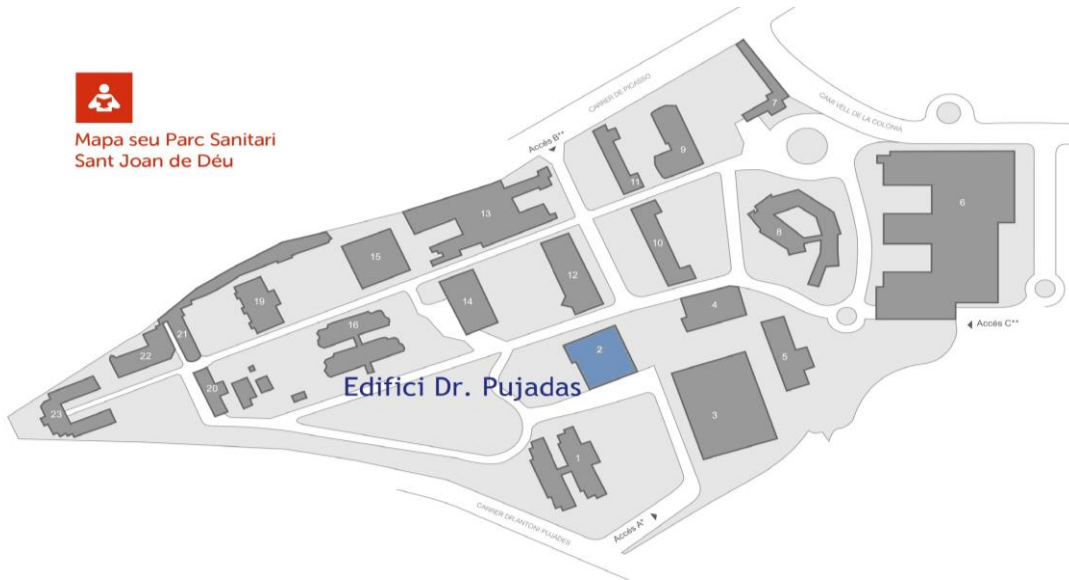 Mapa seu Parc Sanitari
Sant Joan de Déu
CARRER DE PICASSO
CAMI VELL DE LA COLONIA
Accés B**
7
9
11
6
13
10
8
15
12
19
14
4
16
21
22
2
5
Accés C**
20
Edifici Dr. Pujadas
23
3
1
CARRER DR.ANTONI PUJADES
Accés A*